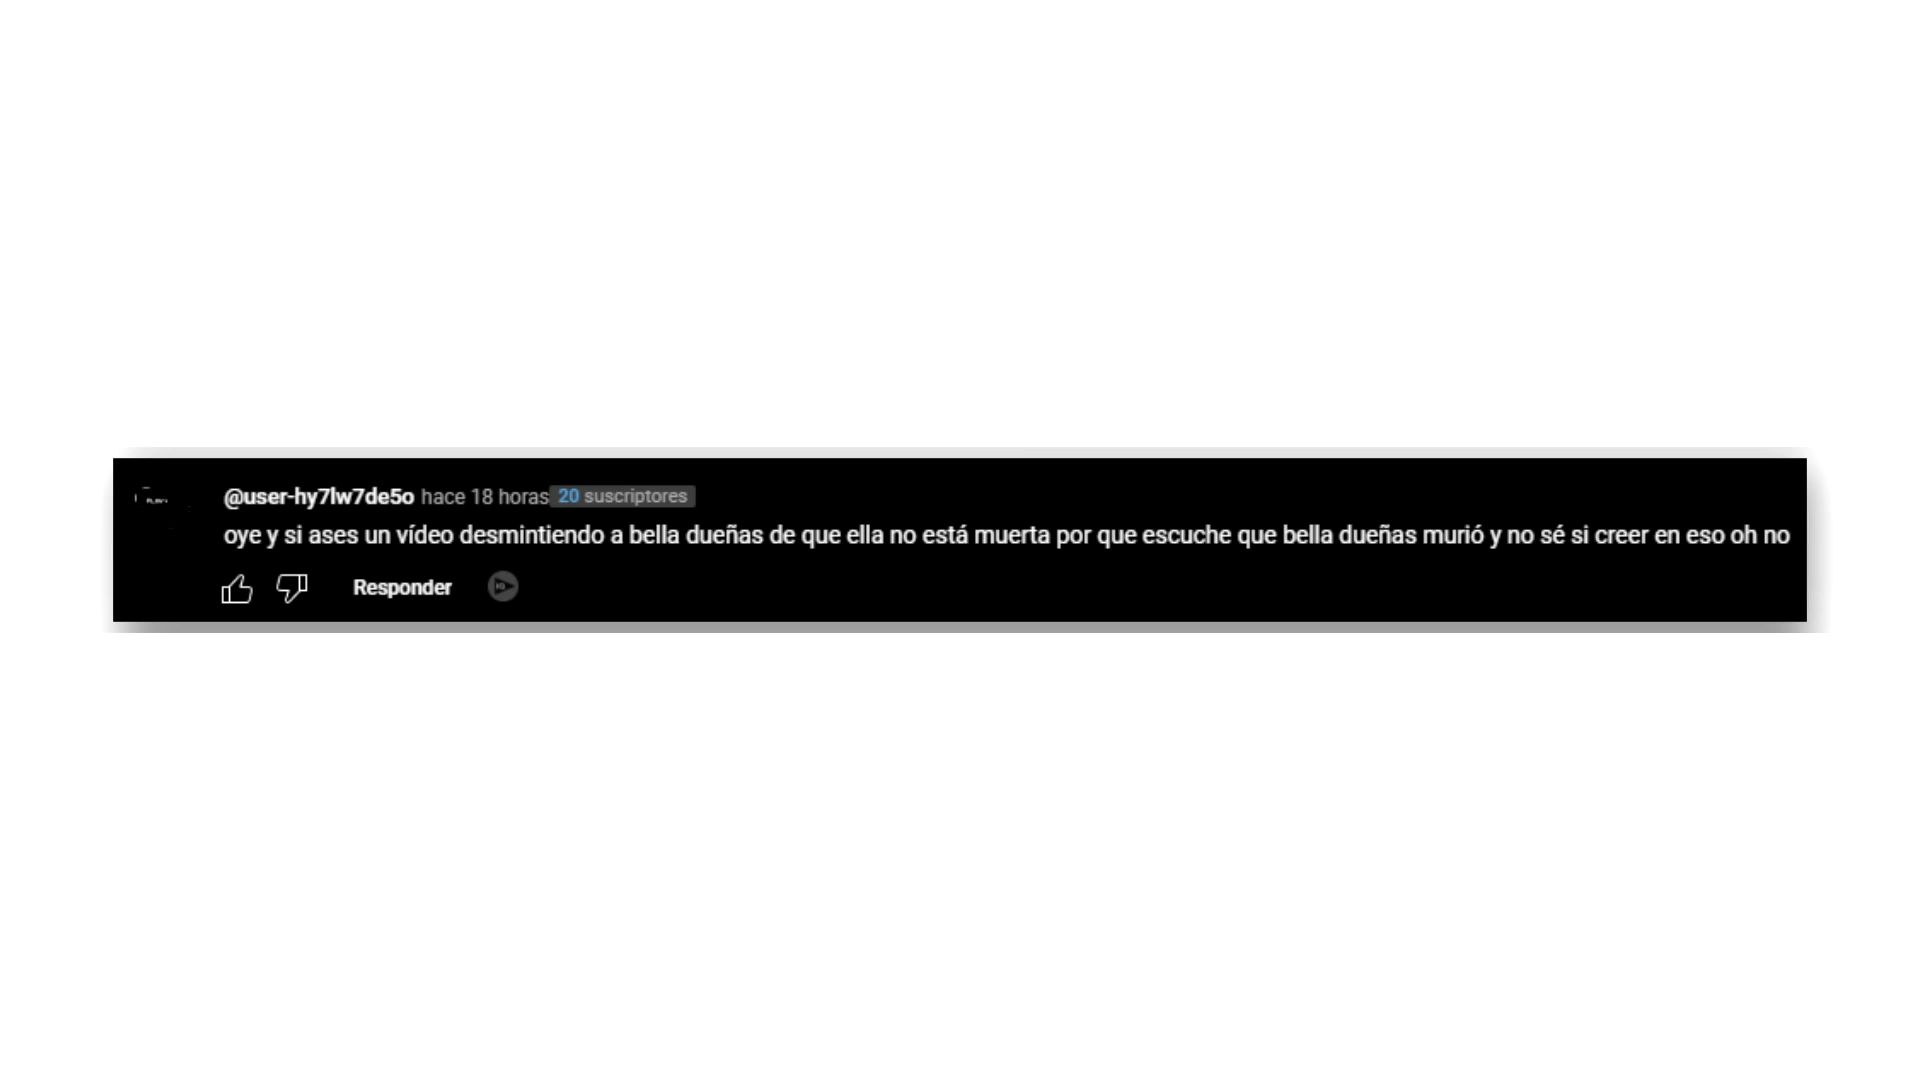 @user-hy7lw7de5o hace 18 horas 20 suscriptores
oye y si ases un vídeo desmintiendo a bella dueñas de que ella no está muerta por que escuche que bella dueñas murió y no sé si creer en eso oh no
Responder